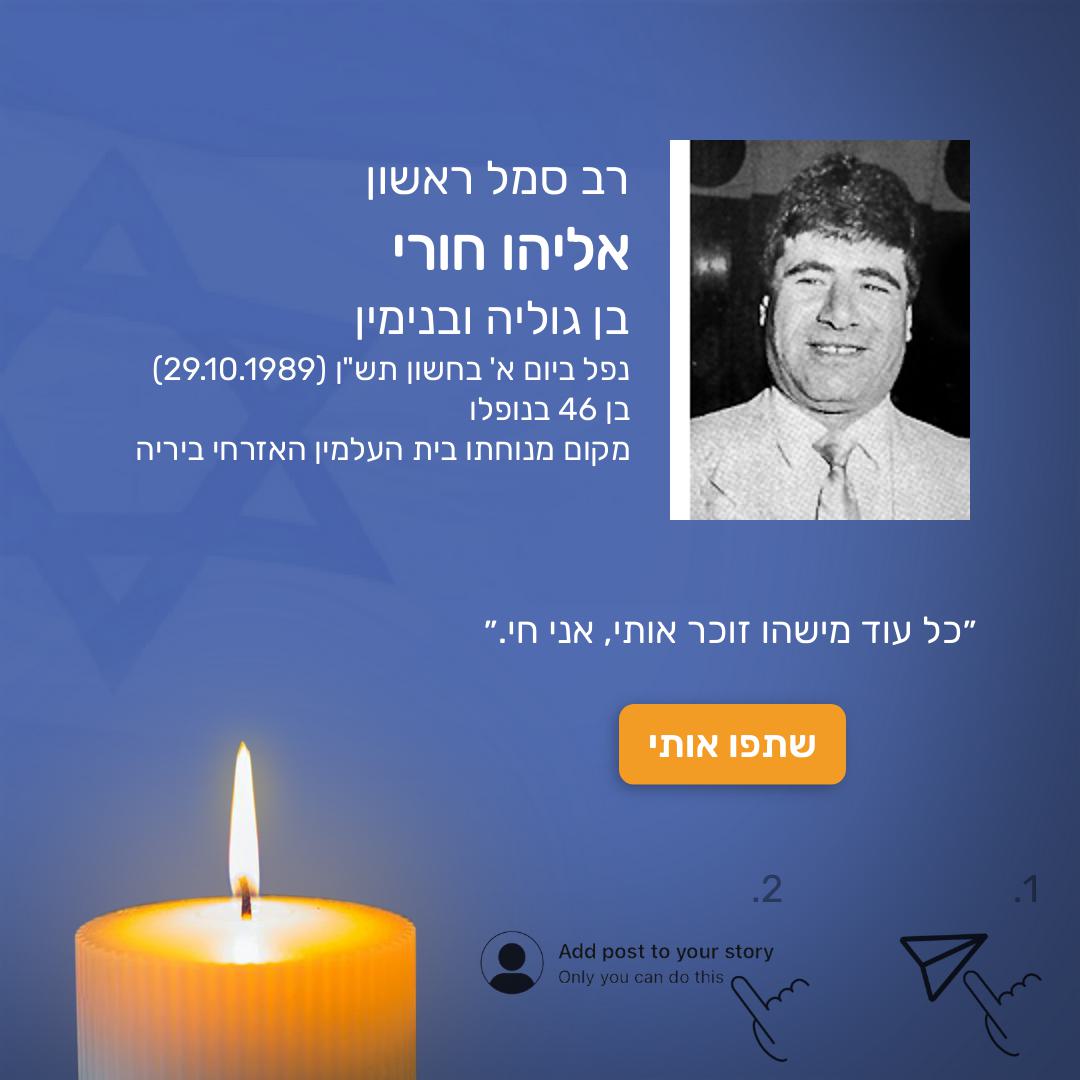 רב סמל ראשון
אליהו חורי
בן גוליה ובנימין
נפל ביום א' בחשון תש"ן (29.10.1989)
בן 46 בנופלו
מקום מנוחתו בית העלמין האזרחי ביריה
״כל עוד מישהו זוכר אותי, אני חי.״
שתפו אותי
.1
.2
Add post to your story
Only you can do this